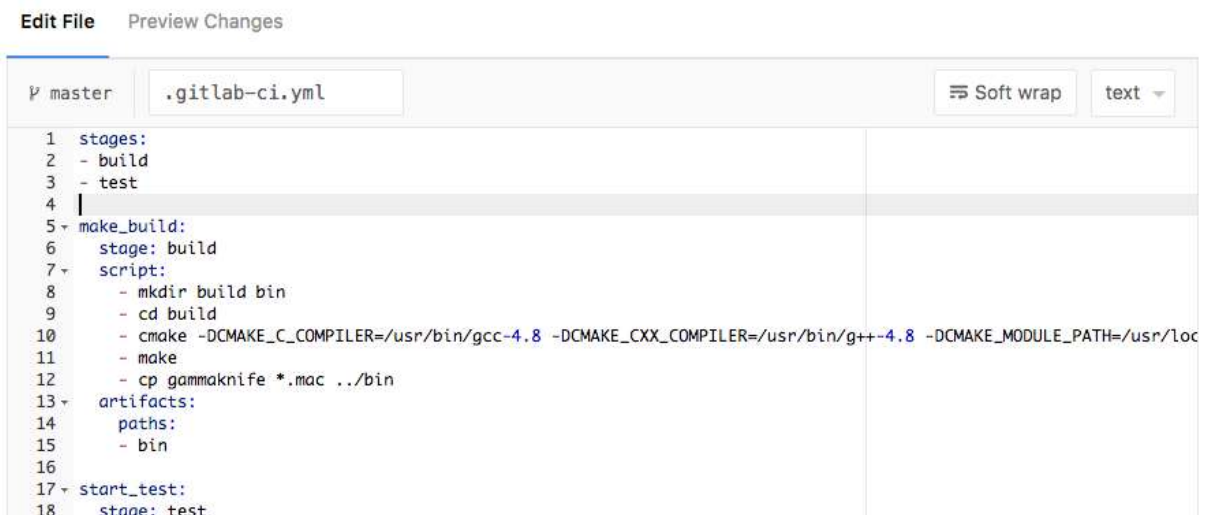 Edit File Preview Changes
master .gitlab-ci.yml Soft wrap text
1 stages:
2 - build
3 - test
4
5 make_build:
6   stage: build
7   script:
8     - mkdir build bin
9     - cd build
10     - cmake -DCMAKE_C_COMPILER=/usr/bin/gcc-4.8 -DCMAKE_CXX_COMPILER=/usr/bin/g++-4.8 -DCMAKE_MODULE_PATH=/usr/loc
11     - make
12     - cp gammaknife *.mac ../bin
13   artifacts:
14     paths:
15     - bin
16
17 start_test:
18   stage: test